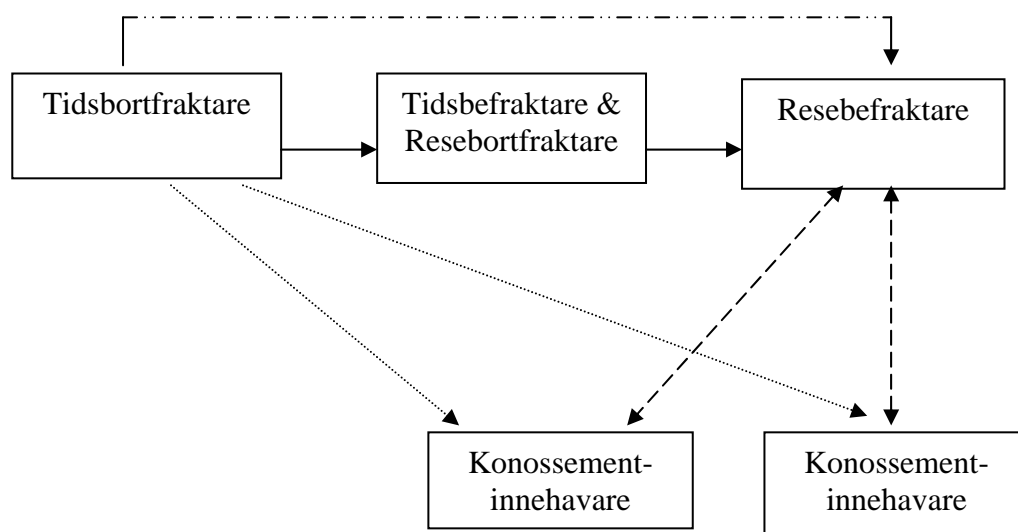 Tidsbortfraktare
Tidsbefraktare &
Resebortfraktare
Resebefraktare
Konossement-
innehavare
Konossement-
innehavare